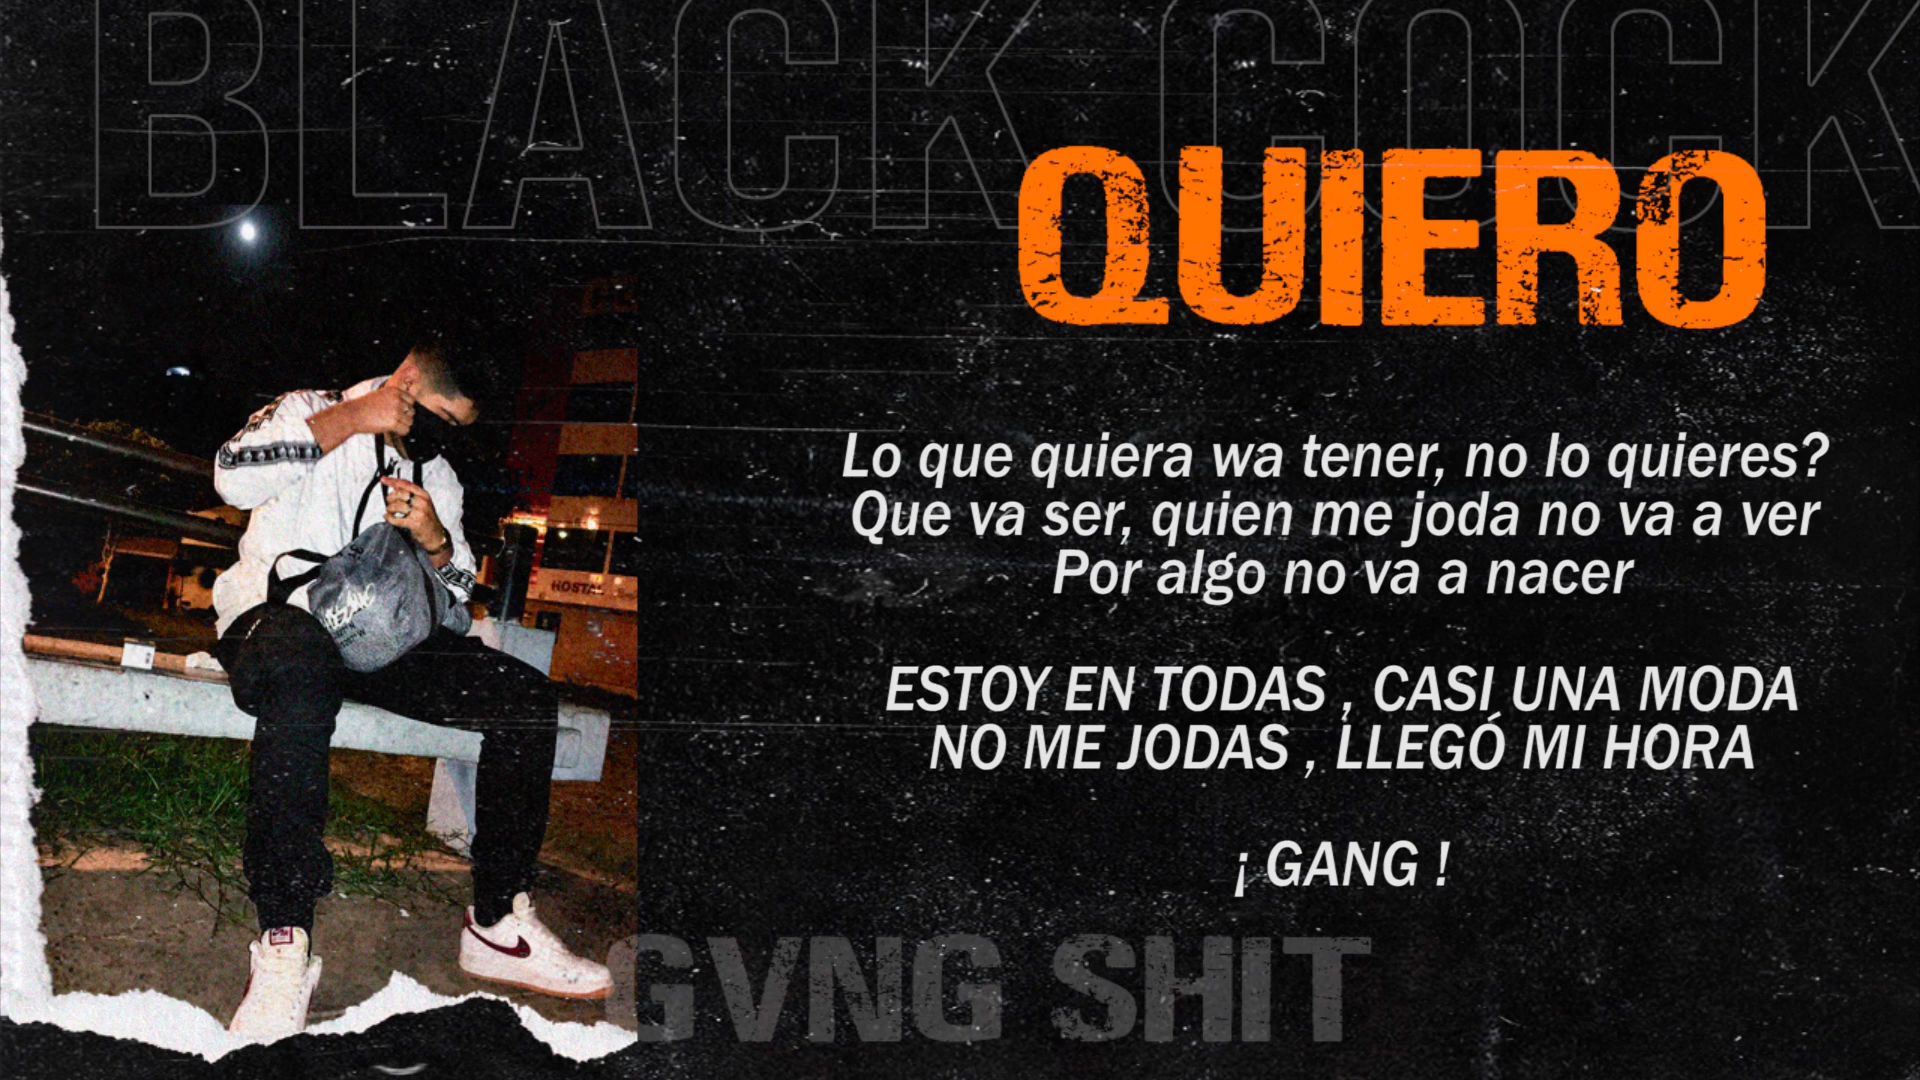 BLACK COCK
QUIERO
Lo que quiera wa tener, no lo quieres?
Que va ser, quien me joda no va a ver
Por algo no va a nacer
ESTOY EN TODAS , CASI UNA MODA
NO ME JODAS , LLEGÓ MI HORA
¡ GANG !
HOSTAL
GVNG SHIT